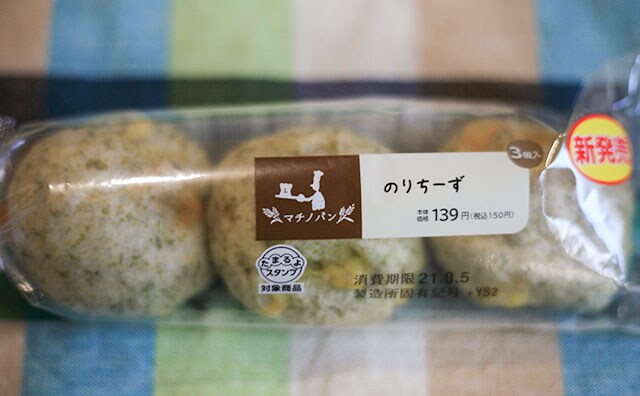 3個入
新発売
のりちーず
マチノパン
本体価格 139円(税込150円)
たまるよ
スタンプ
対象商品
消費期限 21.8.5
製造所固有記号 +YS2